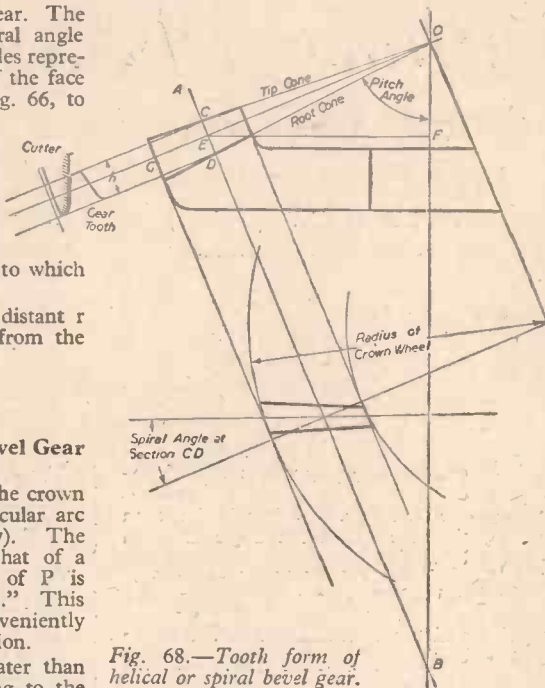 ear. The
ral angle
les repre-
f the face
g. 66, to
to which
distant r
from the
vel Gear
he crown
cular arc
y). The
hat of a
of P is
." This
veniently
ion.
ater than
ng to the
A
O
C
Tip Cone
Root Cone
Pitch
Angle
Cutter
E
F
G
D
h
Gear
Tooth
Radius of
Crown Wheel
Spiral Angle at
Section CD
B
Fig. 68.—Tooth form of
helical or spiral bevel gear.